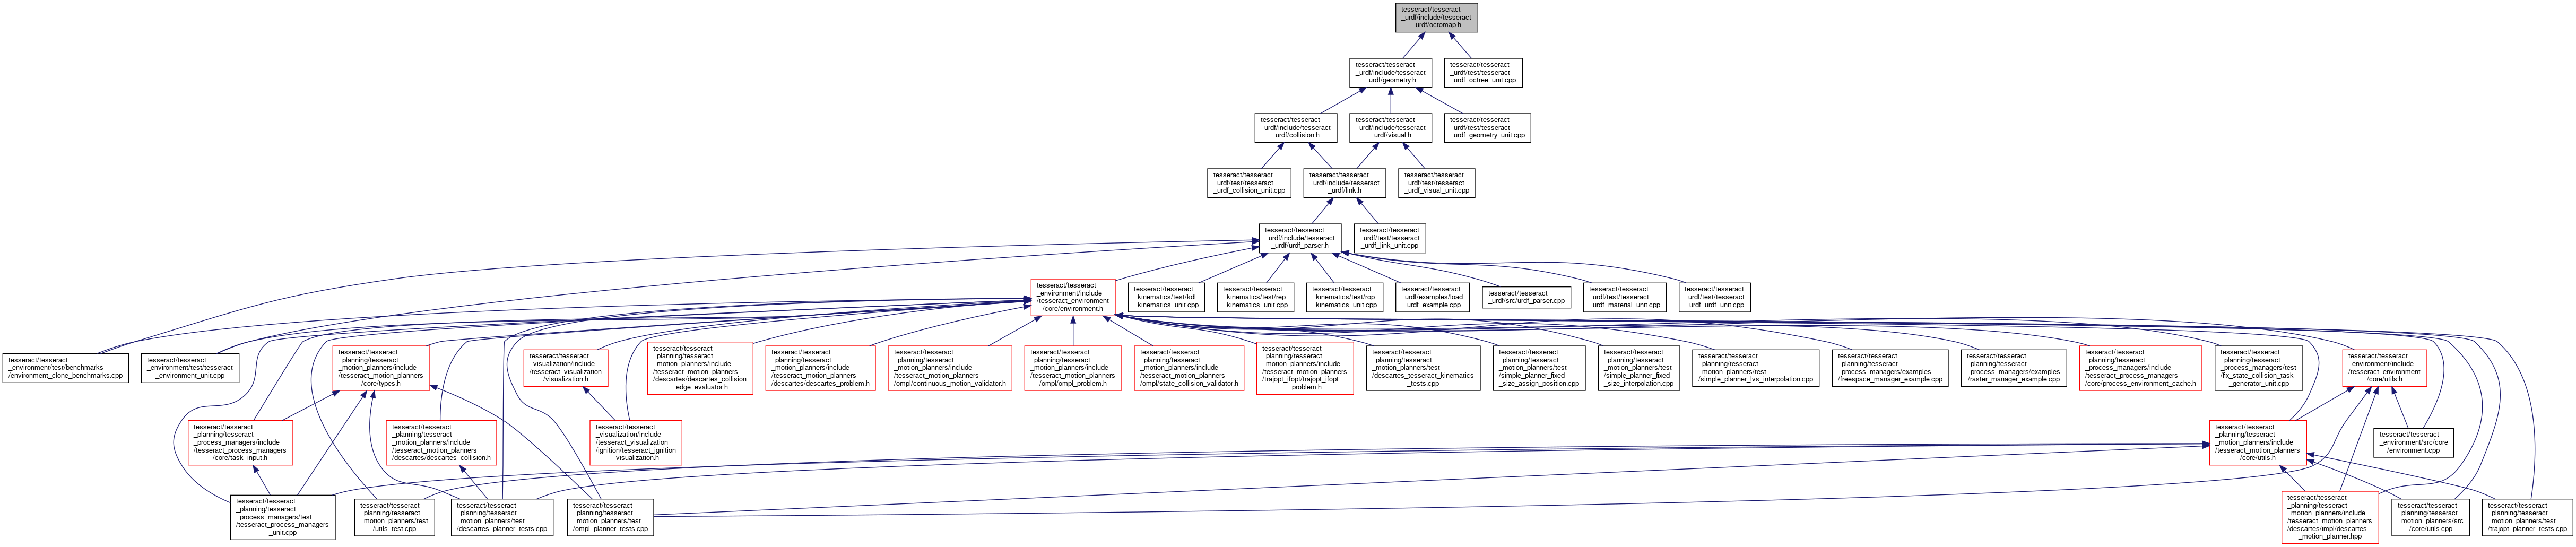 tesseract/tesseract
_urdf/include/tesseract
_urdf/octomap.h
tesseract/tesseract
_urdf/include/tesseract
_urdf/geometry.h
tesseract/tesseract
_urdf/test/tesseract
_urdf_octree_unit.cpp
tesseract/tesseract
_urdf/include/tesseract
_urdf/collision.h
tesseract/tesseract
_urdf/include/tesseract
_urdf/visual.h
tesseract/tesseract
_urdf/test/tesseract
_urdf_geometry_unit.cpp
tesseract/tesseract
_urdf/test/tesseract
_urdf_collision_unit.cpp
tesseract/tesseract
_urdf/include/tesseract
_urdf/link.h
tesseract/tesseract
_urdf/test/tesseract
_urdf_visual_unit.cpp
tesseract/tesseract
_urdf/include/tesseract
_urdf/urdf_parser.h
tesseract/tesseract
_urdf/test/tesseract
_urdf_link_unit.cpp
tesseract/tesseract
_environment/include
/tesseract_environment
/core/environment.h
tesseract/tesseract
_kinematics/test/kdl
_kinematics_unit.cpp
tesseract/tesseract
_kinematics/test/rep
_kinematics_unit.cpp
tesseract/tesseract
_kinematics/test/rop
_kinematics_unit.cpp
tesseract/tesseract
_urdf/examples/load
_urdf_example.cpp
tesseract/tesseract
_urdf/src/urdf_parser.cpp
tesseract/tesseract
_urdf/test/tesseract
_urdf_material_unit.cpp
tesseract/tesseract
_urdf/test/tesseract
_urdf_urdf_unit.cpp
tesseract/tesseract
_environment/test/benchmarks
/environment_clone_benchmarks.cpp
tesseract/tesseract
_environment/test/tesseract
_environment_unit.cpp
tesseract/tesseract
_planning/tesseract
_motion_planners/include
/tesseract_motion_planners
/core/types.h
tesseract/tesseract
_visualization/include
/tesseract_visualization
/visualization.h
tesseract/tesseract
_planning/tesseract
_motion_planners/include
/tesseract_motion_planners
/descartes/descartes_collision
_edge_evaluator.h
tesseract/tesseract
_planning/tesseract
_motion_planners/include
/tesseract_motion_planners
/descartes/descartes_problem.h
tesseract/tesseract
_planning/tesseract
_motion_planners/include
/tesseract_motion_planners
/ompl/continuous_motion_validator.h
tesseract/tesseract
_planning/tesseract
_motion_planners/include
/tesseract_motion_planners
/ompl/ompl_problem.h
tesseract/tesseract
_planning/tesseract
_motion_planners/include
/tesseract_motion_planners
/ompl/state_collision_validator.h
tesseract/tesseract
_planning/tesseract
_motion_planners/include
/tesseract_motion_planners
/trajopt_ifopt/trajopt_ifopt
_problem.h
tesseract/tesseract
_planning/tesseract
_motion_planners/test
/descartes_tesseract_kinematics
_tests.cpp
tesseract/tesseract
_planning/tesseract
_motion_planners/test
/simple_planner_fixed
_size_assign_position.cpp
tesseract/tesseract
_planning/tesseract
_motion_planners/test
/simple_planner_fixed
_size_interpolation.cpp
tesseract/tesseract
_planning/tesseract
_motion_planners/test
/simple_planner_lvs_interpolation.cpp
tesseract/tesseract
_planning/tesseract
_process_managers/examples
/freespace_manager_example.cpp
tesseract/tesseract
_planning/tesseract
_process_managers/examples
/raster_manager_example.cpp
tesseract/tesseract
_planning/tesseract
_process_managers/include
/tesseract_process_managers
/core/process_environment_cache.h
tesseract/tesseract
_planning/tesseract
_process_managers/test
/fix_state_collision_task
_generator_unit.cpp
tesseract/tesseract
_environment/include
/tesseract_environment
/core/utils.h
tesseract/tesseract
_planning/tesseract
_process_managers/include
/tesseract_process_managers
/core/task_input.h
tesseract/tesseract
_planning/tesseract
_motion_planners/include
/tesseract_motion_planners
/descartes/descartes_collision.h
tesseract/tesseract
_visualization/include
/tesseract_visualization
/ignition/tesseract_ignition
_visualization.h
tesseract/tesseract
_planning/tesseract
_motion_planners/include
/tesseract_motion_planners
/core/utils.h
tesseract/tesseract
_environment/src/core
/environment.cpp
tesseract/tesseract
_planning/tesseract
_process_managers/test
/tesseract_process_managers
_unit.cpp
tesseract/tesseract
_planning/tesseract
_motion_planners/test
/utils_test.cpp
tesseract/tesseract
_planning/tesseract
_motion_planners/test
/descartes_planner_tests.cpp
tesseract/tesseract
_planning/tesseract
_motion_planners/test
/ompl_planner_tests.cpp
tesseract/tesseract
_planning/tesseract
_motion_planners/include
/tesseract_motion_planners
/descartes/impl/descartes
_motion_planner.hpp
tesseract/tesseract
_planning/tesseract
_motion_planners/src
/core/utils.cpp
tesseract/tesseract
_planning/tesseract
_motion_planners/test
/trajopt_planner_tests.cpp